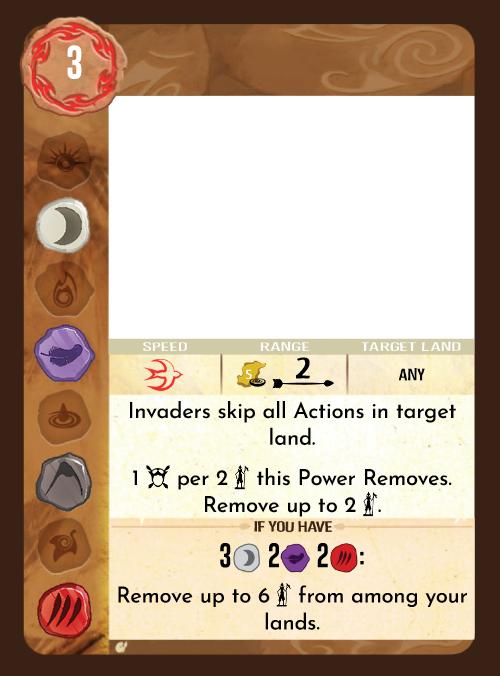 3
SPEED RANGE TARGET LAND
S 2 ANY
Invaders skip all Actions in target
land.
1 per 2 this Power Removes.
Remove up to 2 .
IF YOU HAVE
3 2 2 :
Remove up to 6 from among your
lands.